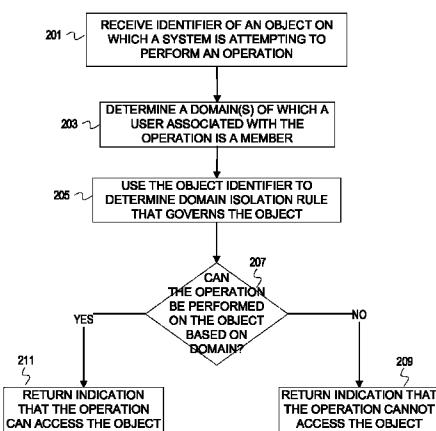 201
RECEIVE IDENTIFIER OF AN OBJECT ON
WHICH A SYSTEM IS ATTEMPTING TO
PERFORM AN OPERATION
203
DETERMINE A DOMAIN(S) OF WHICH A
USER ASSOCIATED WITH THE
OPERATION IS A MEMBER
205
USE THE OBJECT IDENTIFIER TO
DETERMINE DOMAIN ISOLATION RULE
THAT GOVERNS THE OBJECT
207
CAN
THE OPERATION
BE PERFORMED
ON THE OBJECT
BASED ON
DOMAIN?
YES
NO
211
RETURN INDICATION
THAT THE OPERATION
CAN ACCESS THE OBJECT
209
RETURN INDICATION THAT
THE OPERATION CANNOT
ACCESS THE OBJECT